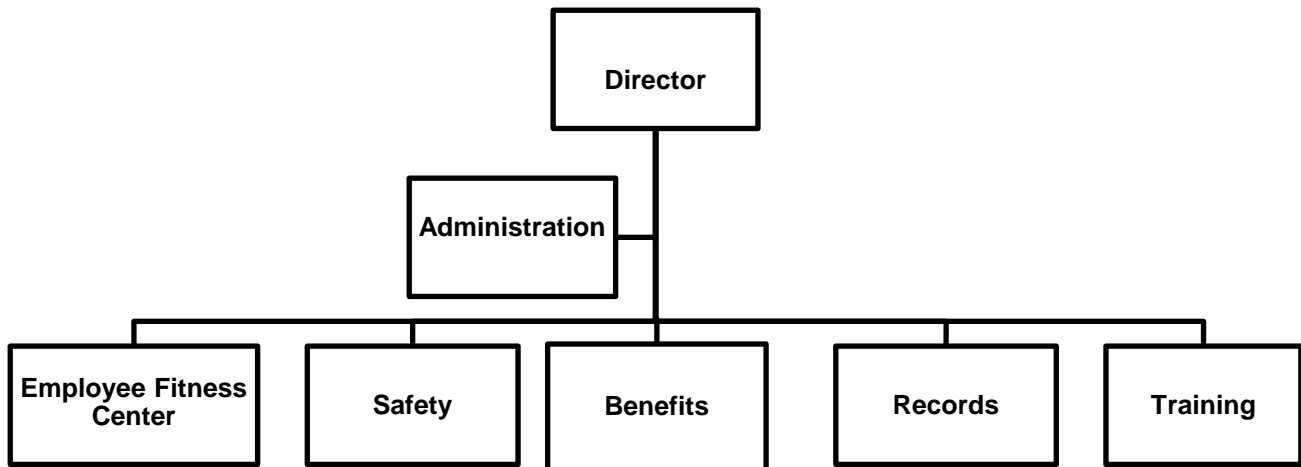 Director
Administration
Employee Fitness
Center
Safety
Benefits
Records
Training